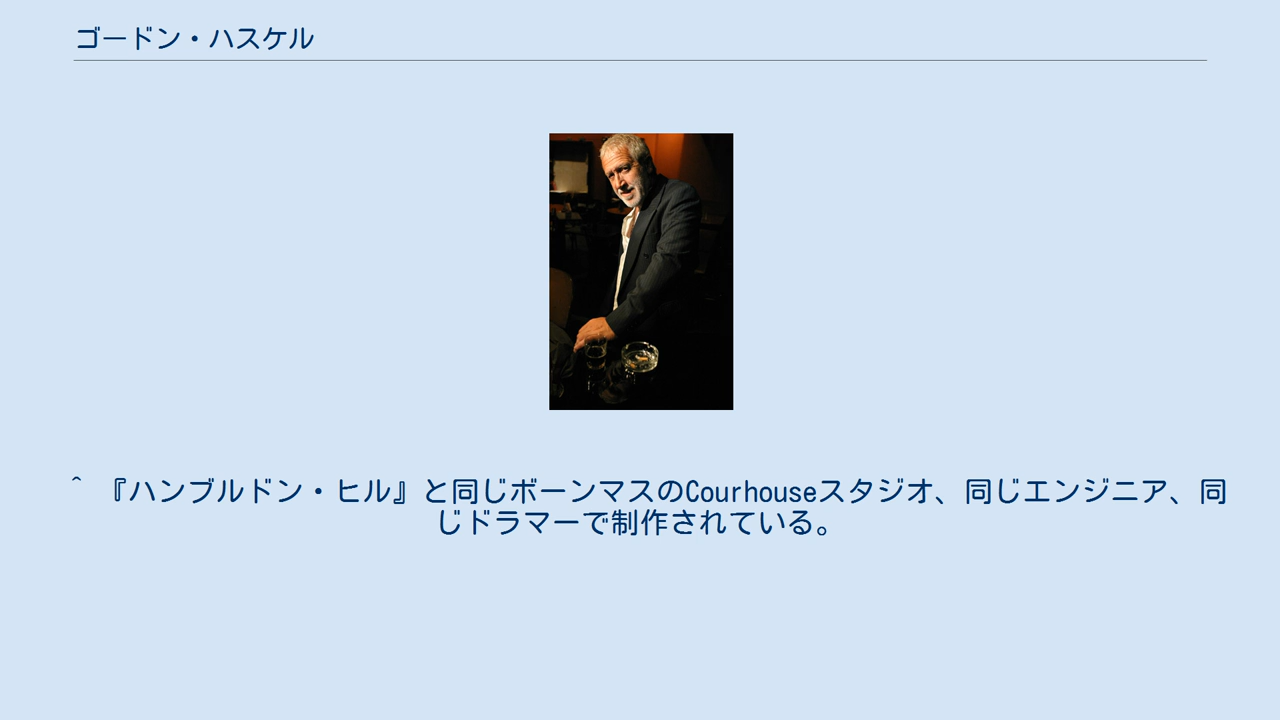 ゴードン・ハスケル
^ 『ハンブルドン・ヒル』と同じボーンマスのCourhouseスタジオ、同じエンジニア、同
じドラマーで制作されている。